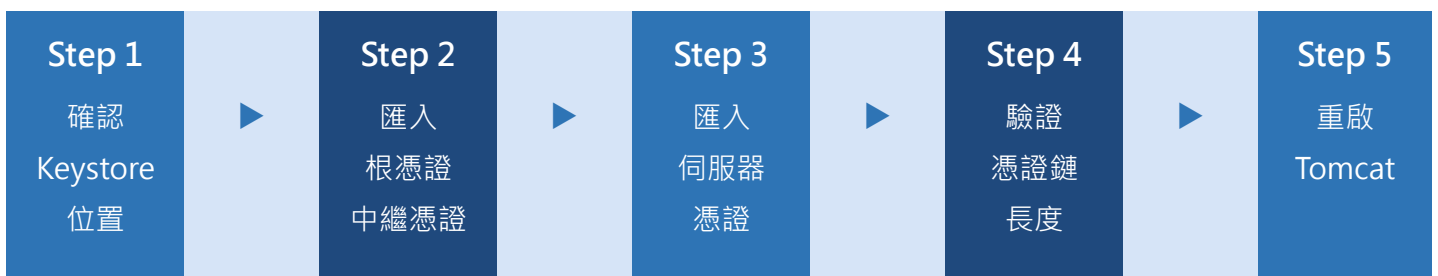 Step 1
確認
Keystore
位置
Step 2
匯入
根憑證
中繼憑證
Step 3
匯入
伺服器
憑證
Step 4
驗證
憑證鏈
長度
Step 5
重啟
Tomcat